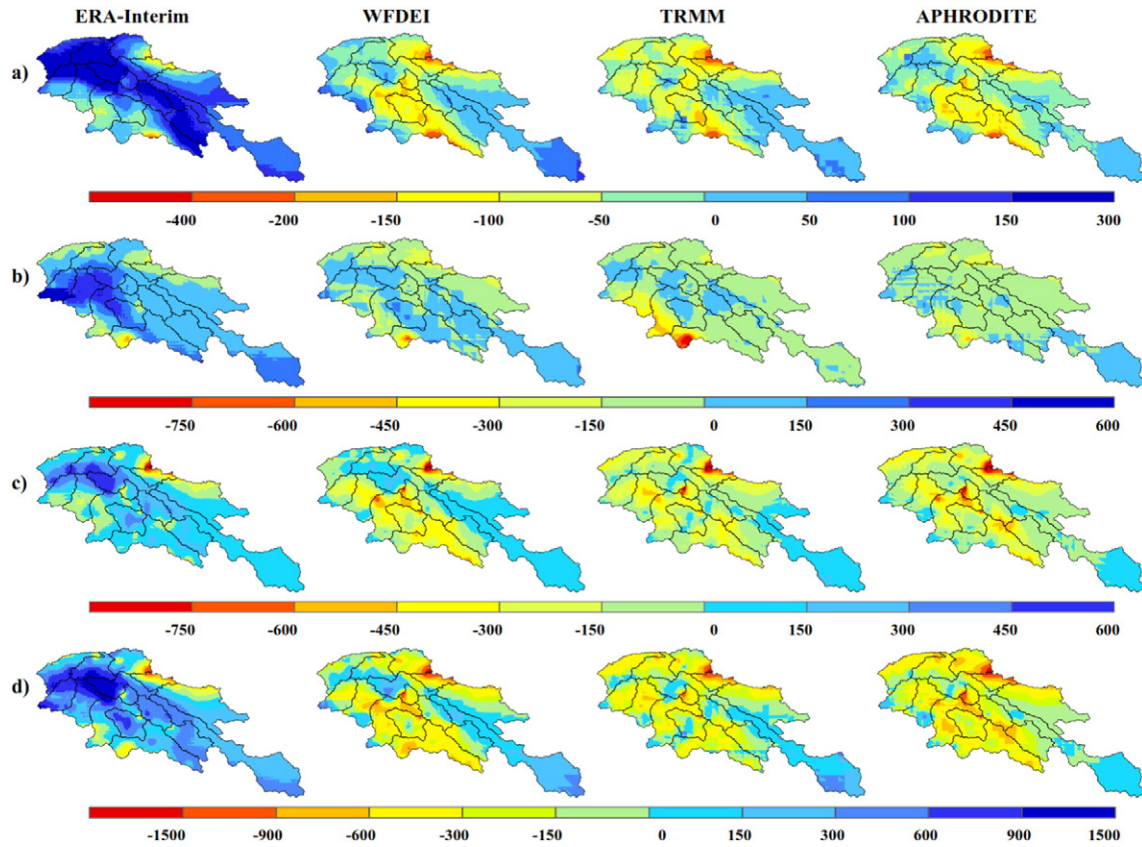 ERA-Interim WFDEI TRMM APHRODITE
a)
-400 -200 -150 -100 -50 0 50 100 150 300
b)
-750 -600 -450 -300 -150 0 150 300 450 600
c)
-750 -600 -450 -300 -150 0 150 300 450 600
d)
-1500 -900 -600 -300 -150 0 150 300 600 900 1500